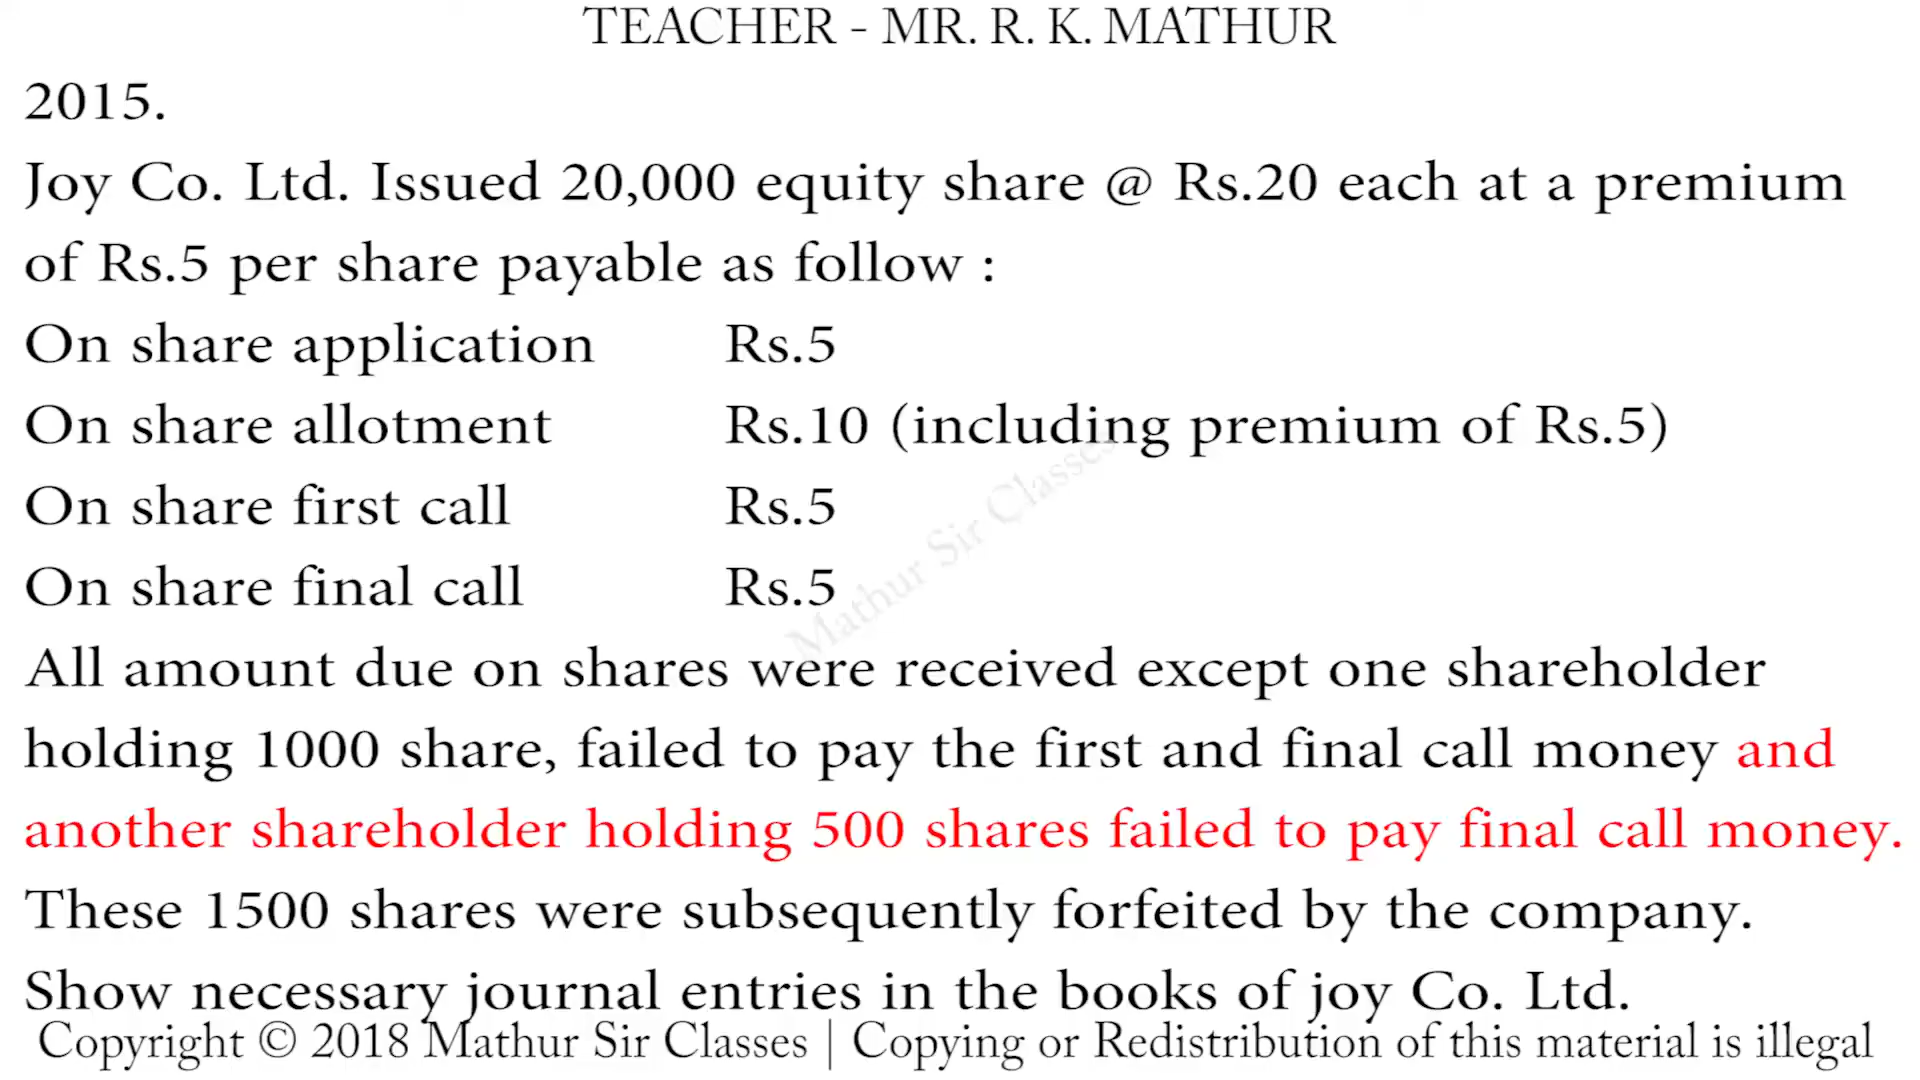 TEACHER - MR. R. K. MATHUR
2015.
Joy Co. Ltd. Issued 20,000 equity share @ Rs.20 each at a premium
of Rs.5 per share payable as follow :
On share application Rs.5
On share allotment Rs.10 (including premium of Rs.5)
On share first call Rs.5
On share final call Rs.5
Mathur Sir Classes
All amount due on shares were received except one shareholder
holding 1000 share, failed to pay the first and final call money and
another shareholder holding 500 shares failed to pay final call money.
These 1500 shares were subsequently forfeited by the company.
Show necessary journal entries in the books of joy Co. Ltd.
Copyright © 2018 Mathur Sir Classes | Copying or Redistribution of this material is illegal